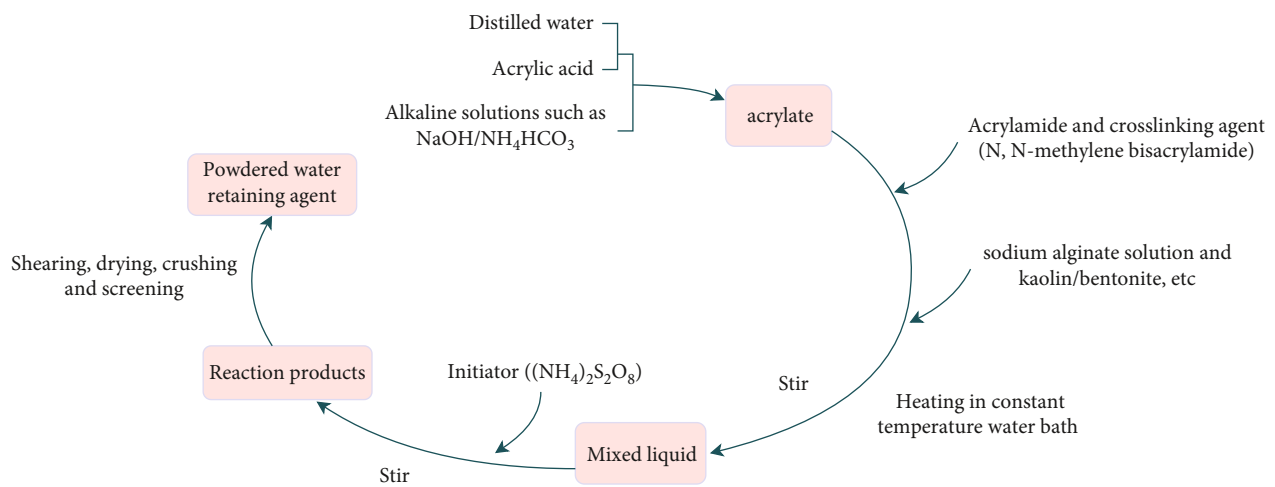 Distilled water
Acrylic acid
Alkaline solutions such as
NaOH/NH₄HCO₃
acrylate
Acrylamide and crosslinking agent
(N, N-methylene bisacrylamide)
sodium alginate solution and
kaolin/bentonite, etc
Stir
Heating in constant
temperature water bath
Mixed liquid
Initiator ((NH₄)₂S₂O₈)
Stir
Reaction products
Shearing, drying, crushing
and screening
Powdered water
retaining agent